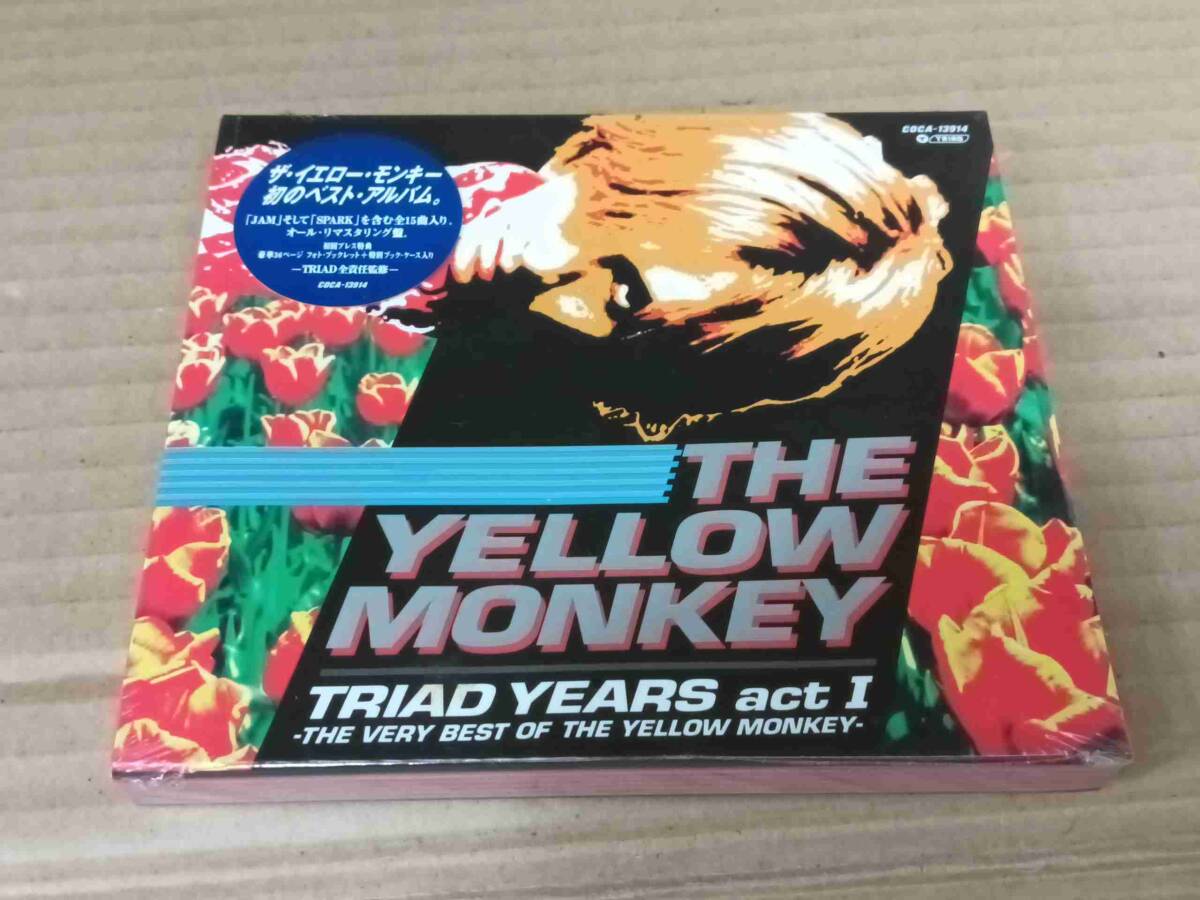 COCA-13914
TRIAD
ザ・イエロー・モンキー
初のベスト・アルバム。
「JAM」そして「SPARK」を含む全15曲入り。
オール・リマスタリング盤。
初回プレス特典
豪華36ページ フォト・ブックレット+特別ブック・ケース入り
―TRIAD全責任監修―
COCA-13914
THE
YELLOW
MONKEY
TRIAD YEARS act I
-THE VERY BEST OF THE YELLOW MONKEY-